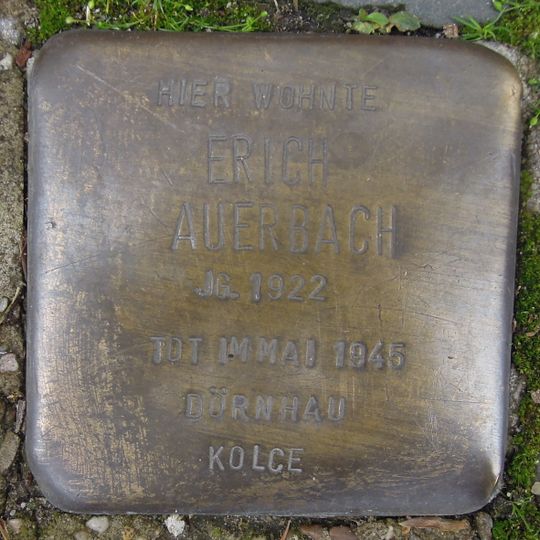 HIER WOHNTE
ERICH
AUERBACH
JG. 1922
TOT IM MAI 1945
DÖRNHAU
KOLCE